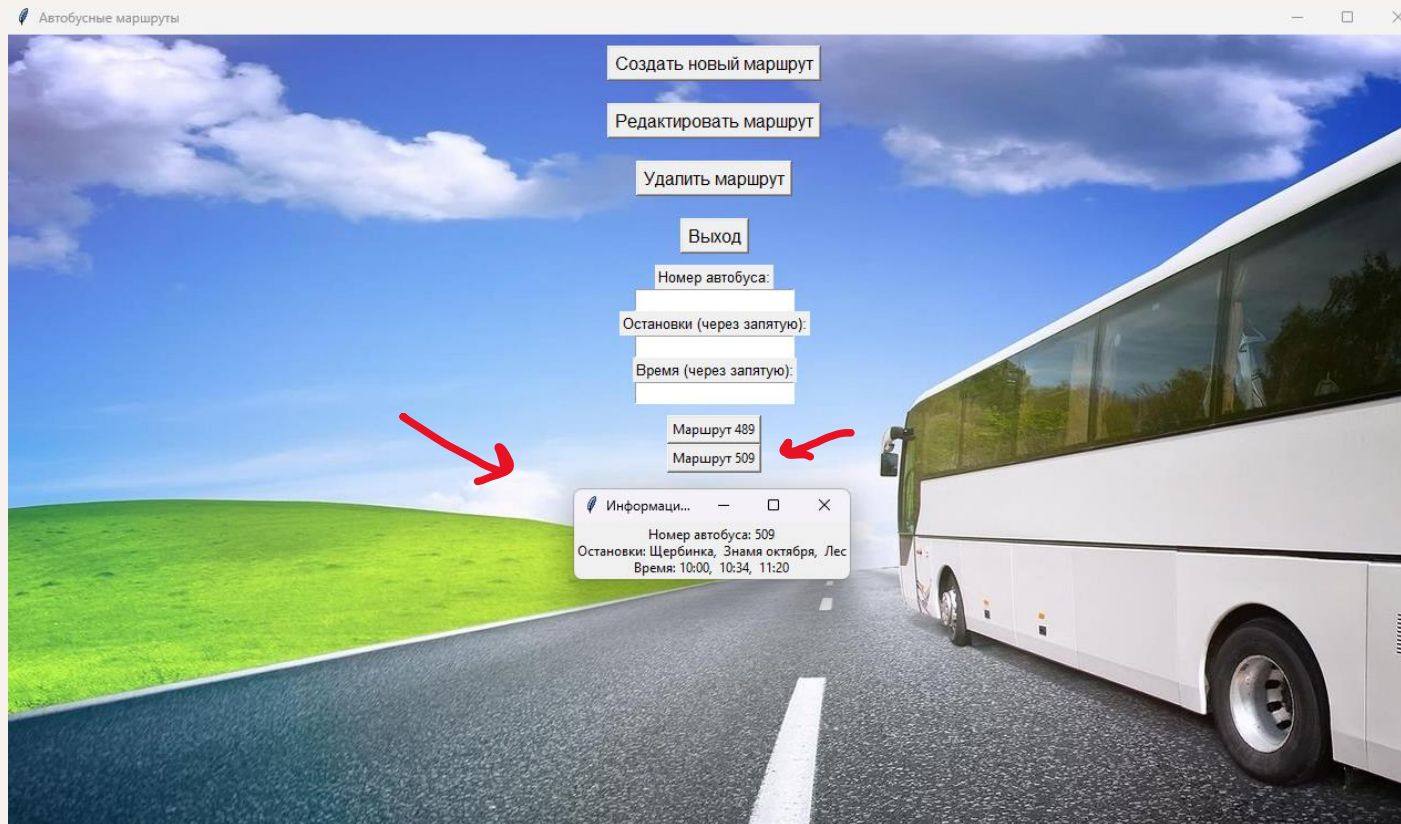 Автобусные маршруты
Создать новый маршрут
Редактировать маршрут
Удалить маршрут
Выход
Номер автобуса:
Остановки (через запятую):
Время (через запятую):
Маршрут 489
Маршрут 509
Информаци...
Номер автобуса: 509
Остановки: Щербинка, Знамя октября, Лес
Время: 10:00, 10:34, 11:20